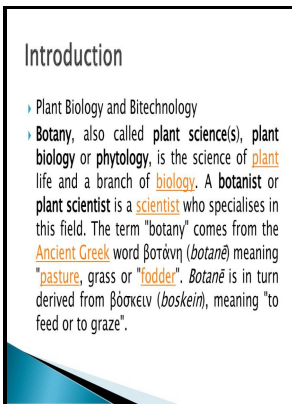 Introduction
Plant Biology and Bitechnology
Botany, also called plant science(s), plant
biology or phytology, is the science of plant
life and a branch of biology. A botanist or
plant scientist is a scientist who specialises in
this field. The term "botany" comes from the
Ancient Greek word βοτάνη (botanē) meaning
"pasture, grass or "fodder". Botanē is in turn
derived from βόσκειν (boskein), meaning "to
feed or to graze".